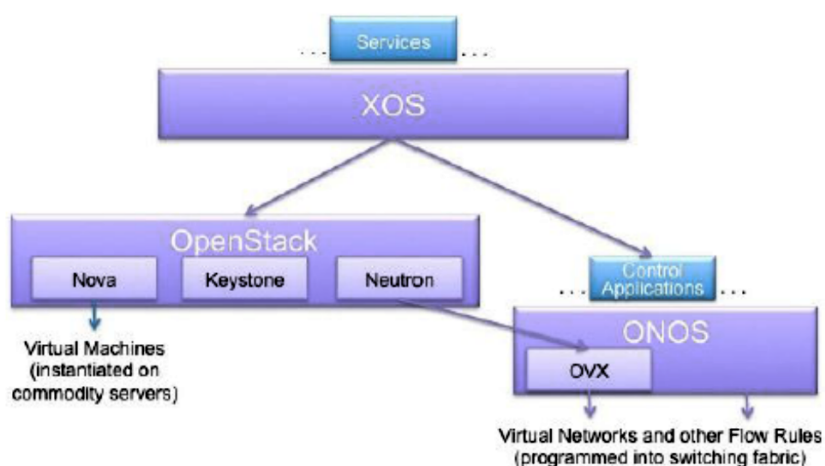 ... Services ...
XOS
OpenStack
Nova Keystone Neutron
... Control Applications ...
Virtual Machines
(instantiated on
commodity servers)
ONOS
OVX
Virtual Networks and other Flow Rules
(programmed into switching fabric)